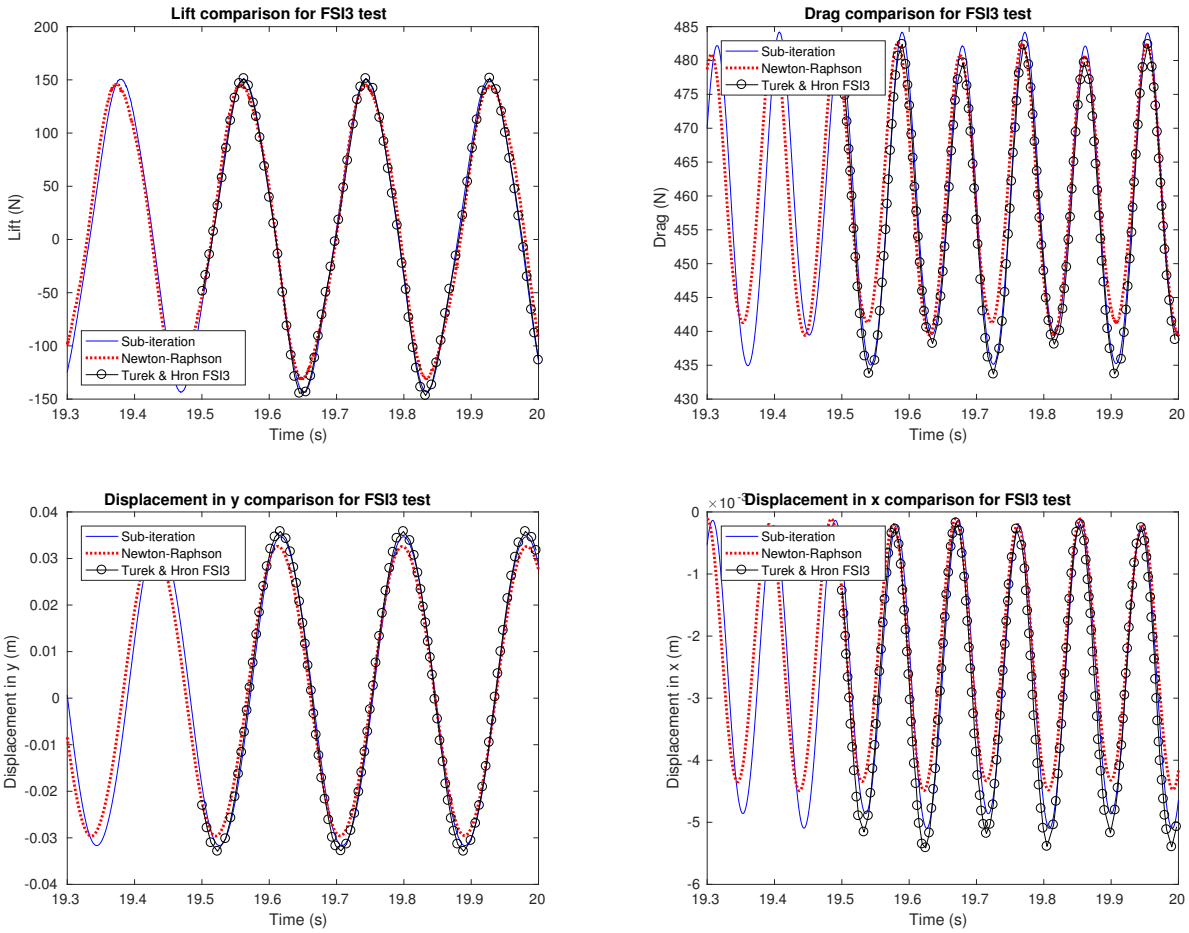 Lift comparison for FSI3 test
200
150
100
50
0
-50
-100
-150
Lift (N)
Sub-iteration
Newton-Raphson
Turek & Hron FSI3
19.3 19.4 19.5 19.6 19.7 19.8 19.9 20
Time (s)
Drag comparison for FSI3 test
485
480
475
470
465
460
455
450
445
440
435
430
Drag (N)
Sub-iteration
Newton-Raphson
Turek & Hron FSI3
19.3 19.4 19.5 19.6 19.7 19.8 19.9 20
Time (s)
Displacement in y comparison for FSI3 test
0.04
0.03
0.02
0.01
0
-0.01
-0.02
-0.03
-0.04
Displacement in y (m)
Sub-iteration
Newton-Raphson
Turek & Hron FSI3
19.3 19.4 19.5 19.6 19.7 19.8 19.9 20
Time (s)
× 10-3
Displacement in x comparison for FSI3 test
0
-1
-2
-3
-4
-5
-6
Displacement in x (m)
Sub-iteration
Newton-Raphson
Turek & Hron FSI3
19.3 19.4 19.5 19.6 19.7 19.8 19.9 20
Time (s)